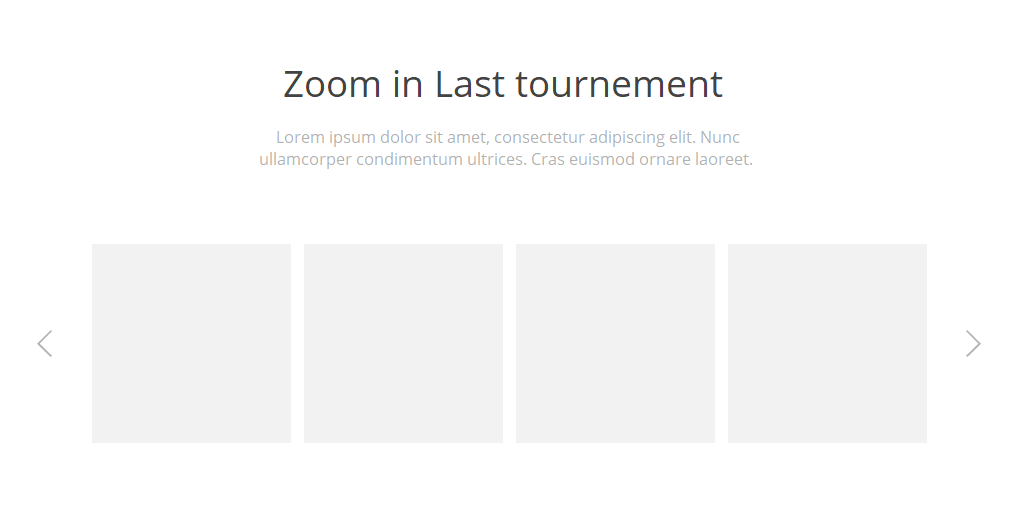 Zoom in Last tournement
Lorem ipsum dolor sit amet, consectetur adipiscing elit. Nunc
ullamcorper condimentum ultrices. Cras euismod ornare laoreet.